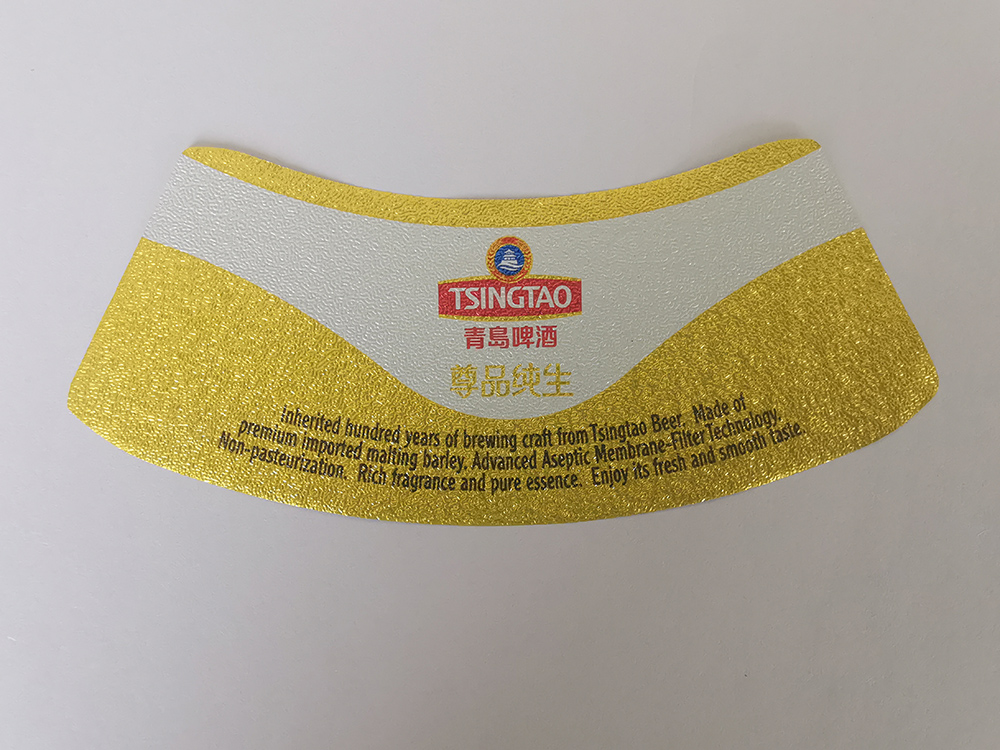 TSINGTAO
青島啤酒
尊品纯生
Inherited hundred years of brewing craft from Tsingtao Beer. Made of
premium imported malting barley. Advanced Aseptic Membrane-Filter Technology.
Non-pasteurization. Rich fragrance and pure essence. Enjoy its fresh and smooth taste.